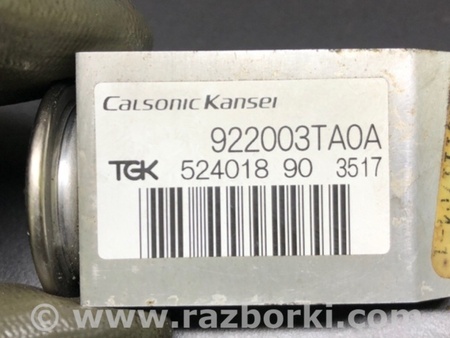 Calsonic Kansei
922003TA0A
TGK 524018 90 3517
© www.razborki.com